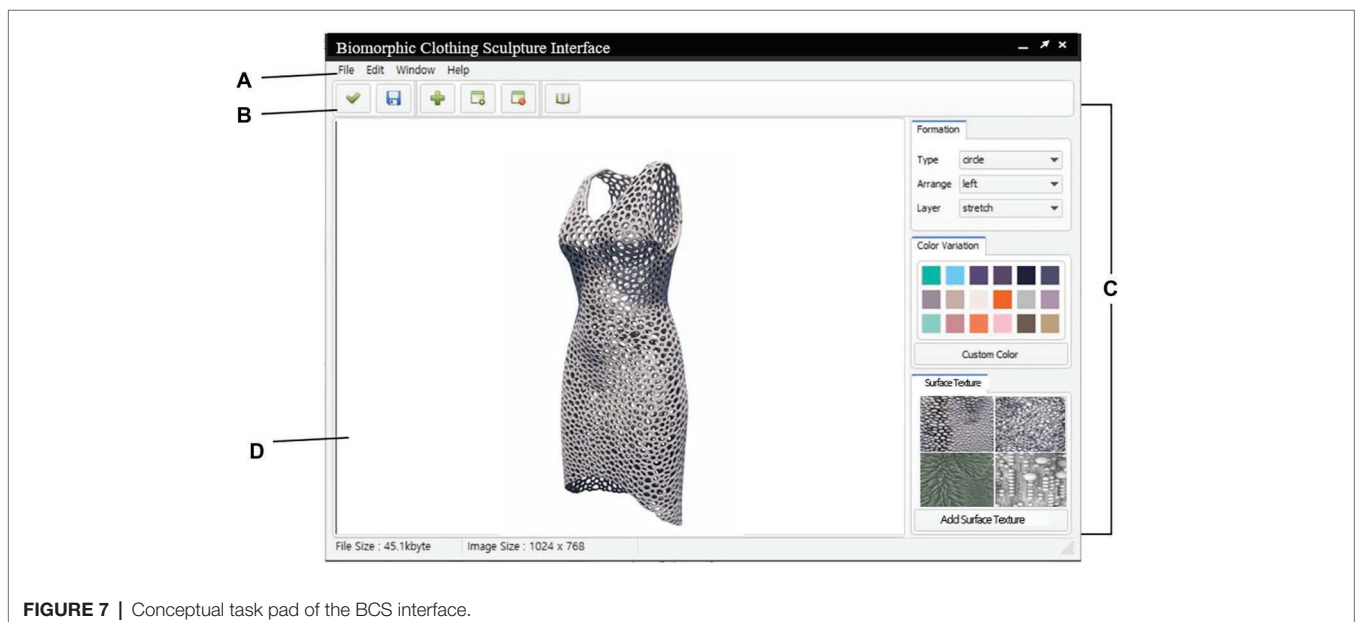 Biomorphic Clothing Sculpture Interface
A
File Edit Window Help
B
Formation
Type circle
Arrange left
Layer stretch
Color Variation
C
Custom Color
Surface Texture
D
Add Surface Texture
File Size : 45.1kbyte Image Size : 1024 x 768
FIGURE 7 | Conceptual task pad of the BCS interface.